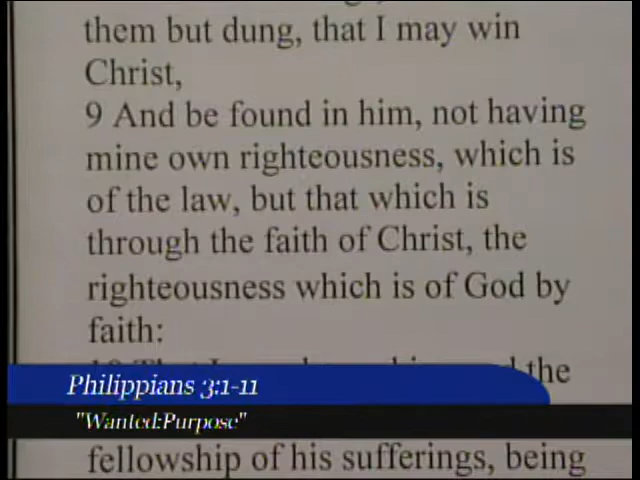 them but dung, that I may win
Christ,
9 And be found in him, not having
mine own righteousness, which is
of the law, but that which is
through the faith of Christ, the
righteousness which is of God by
faith:
the
Philippians 3:1-11
"Wanted:Purpose"
fellowship of his sufferings, being